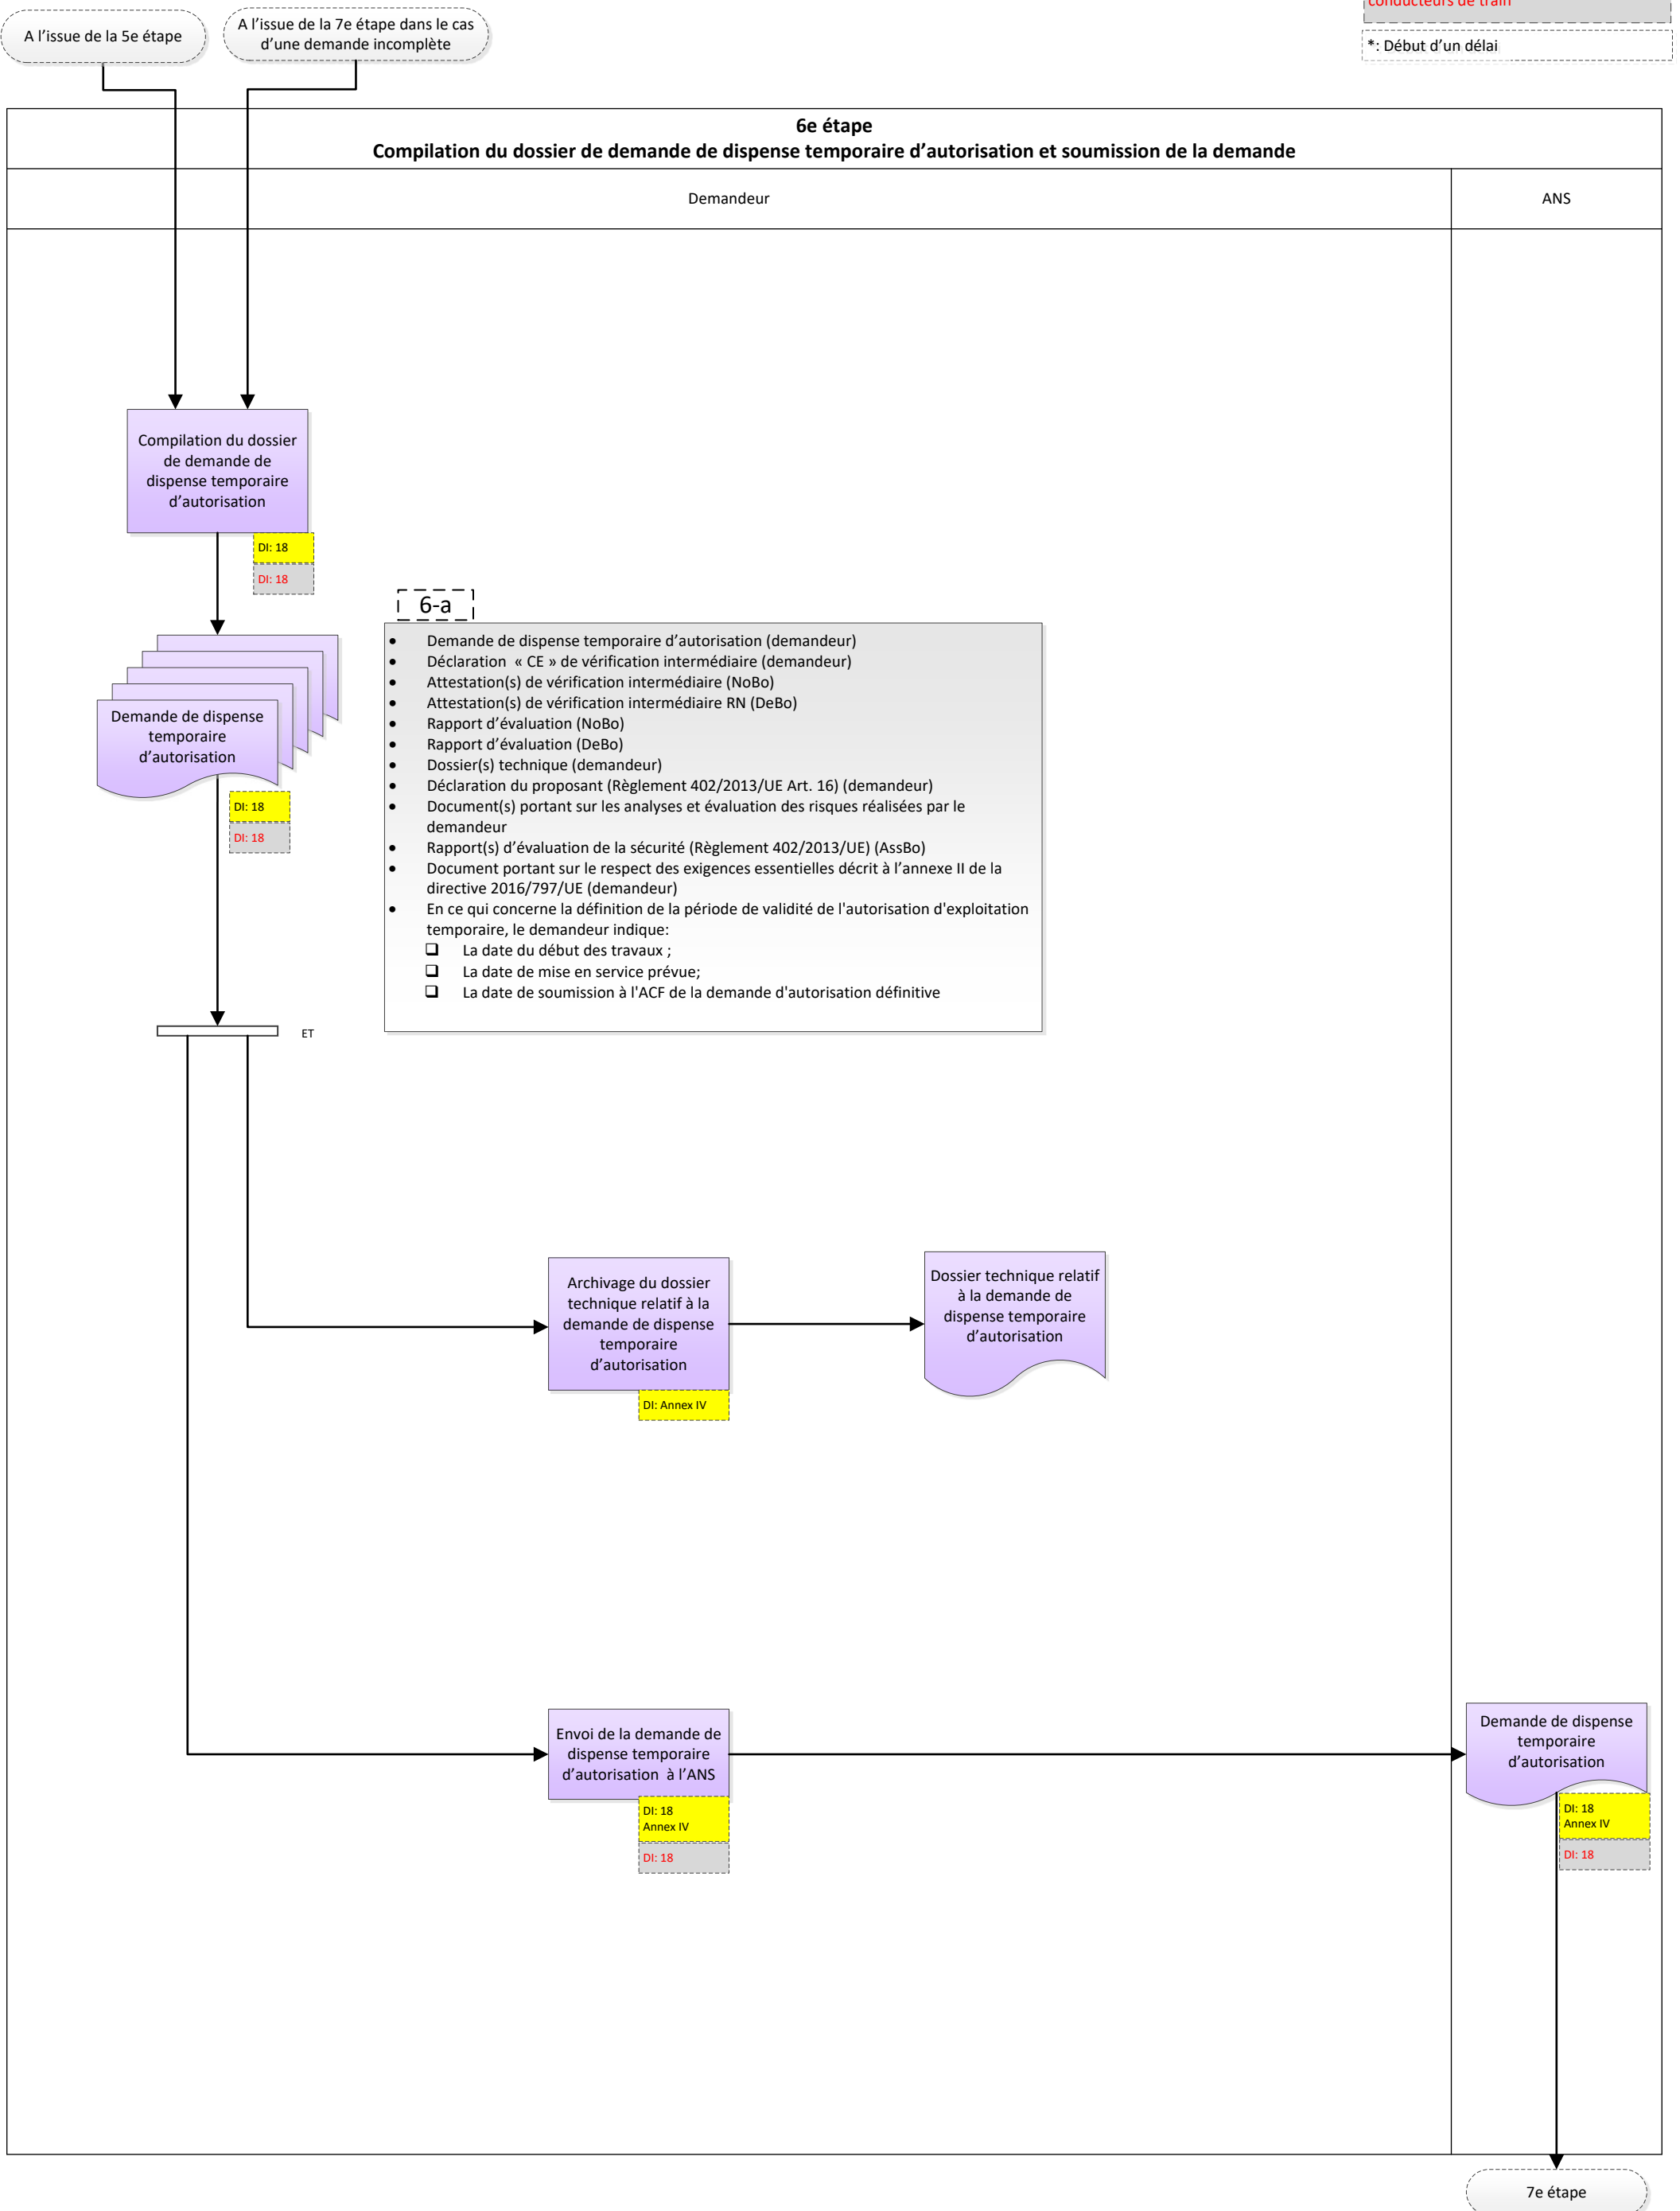 conducteurs de train
*: Début d’un délai
A l’issue de la 5e étape
A l’issue de la 7e étape dans le cas
d’une demande incomplète
6e étape
Compilation du dossier de demande de dispense temporaire d’autorisation et soumission de la demande
Demandeur
ANS
Compilation du dossier
de demande de
dispense temporaire
d’autorisation
DI: 18
DI: 18
Demande de dispense
temporaire
d’autorisation
DI: 18
DI: 18
6-a
• Demande de dispense temporaire d’autorisation (demandeur)
• Déclaration « CE » de vérification intermédiaire (demandeur)
• Attestation(s) de vérification intermédiaire (NoBo)
• Attestation(s) de vérification intermédiaire RN (DeBo)
• Rapport d’évaluation (NoBo)
• Rapport d’évaluation (DeBo)
• Dossier(s) technique (demandeur)
• Déclaration du proposant (Règlement 402/2013/UE Art. 16) (demandeur)
• Document(s) portant sur les analyses et évaluation des risques réalisées par le
demandeur
• Rapport(s) d’évaluation de la sécurité (Règlement 402/2013/UE) (AssBo)
• Document portant sur le respect des exigences essentielles décrit à l’annexe II de la
directive 2016/797/UE (demandeur)
• En ce qui concerne la définition de la période de validité de l'autorisation d'exploitation
temporaire, le demandeur indique:
❑ La date du début des travaux ;
❑ La date de mise en service prévue;
❑ La date de soumission à l'ACF de la demande d'autorisation définitive
ET
Archivage du dossier
technique relatif à la
demande de dispense
temporaire
d’autorisation
DI: Annex IV
Dossier technique relatif
à la demande de
dispense temporaire
d’autorisation
Envoi de la demande de
dispense temporaire
d’autorisation à l’ANS
DI: 18
Annex IV
DI: 18
Demande de dispense
temporaire
d’autorisation
DI: 18
Annex IV
DI: 18
7e étape